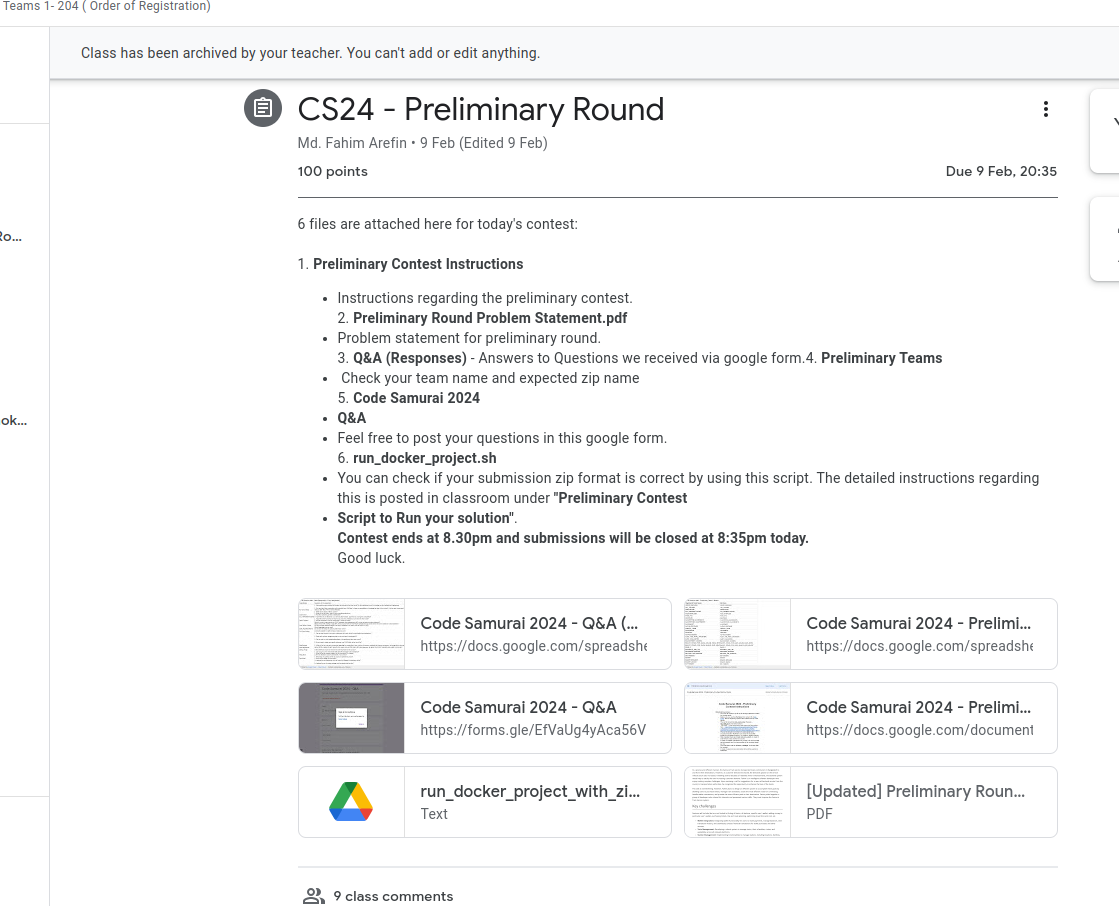 Teams 1- 204 ( Order of Registration)
Class has been archived by your teacher. You can't add or edit anything.
CS24 - Preliminary Round
Md. Fahim Arefin • 9 Feb (Edited 9 Feb)
100 points
Due 9 Feb, 20:35
Ro...
ok...
6 files are attached here for today's contest:
1. Preliminary Contest Instructions
• Instructions regarding the preliminary contest.
2. Preliminary Round Problem Statement.pdf
• Problem statement for preliminary round.
3. Q&A (Responses) - Answers to Questions we received via google form.4. Preliminary Teams
• Check your team name and expected zip name
5. Code Samurai 2024
• Q&A
• Feel free to post your questions in this google form.
6. run_docker_project.sh
• You can check if your submission zip format is correct by using this script. The detailed instructions regarding
this is posted in classroom under "Preliminary Contest
• Script to Run your solution".
Contest ends at 8.30pm and submissions will be closed at 8:35pm today.
Good luck.
Code Samurai 2024 - Q&A (...
https://docs.google.com/spreadshe
Code Samurai 2024 - Prelimi...
https://docs.google.com/spreadshe
Code Samurai 2024 - Q&A
https://forms.gle/EfVaUg4yAca56V
Code Samurai 2024 - Prelimi...
https://docs.google.com/document
run_docker_project_with_zi...
Text
[Updated] Preliminary Roun...
PDF
9 class comments